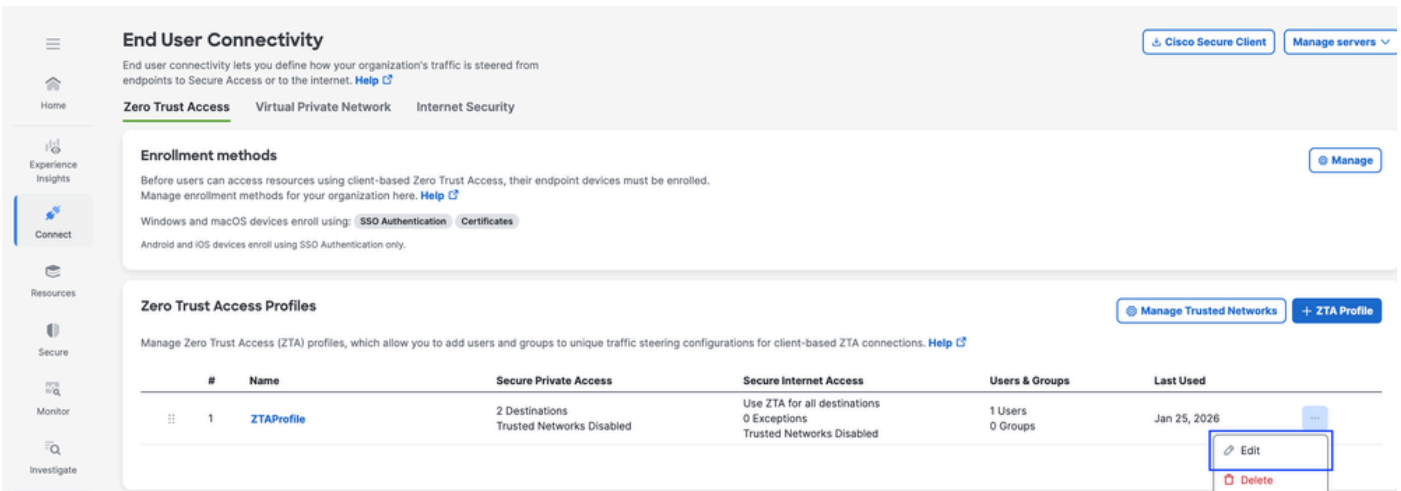 End User Connectivity
Cisco Secure Client
Manage servers
End user connectivity lets you define how your organization's traffic is steered from
endpoints to Secure Access or to the internet. Help
Home
Zero Trust Access
Virtual Private Network
Internet Security
Experience
Insights
Connect
Resources
Secure
Monitor
Investigate
Enrollment methods
Manage
Before users can access resources using client-based Zero Trust Access, their endpoint devices must be enrolled.
Manage enrollment methods for your organization here. Help
Windows and macOS devices enroll using: SSO Authentication Certificates
Android and iOS devices enroll using SSO Authentication only.
Zero Trust Access Profiles
Manage Trusted Networks
+ ZTA Profile
Manage Zero Trust Access (ZTA) profiles, which allow you to add users and groups to unique traffic steering configurations for client-based ZTA connections. Help
# Name Secure Private Access Secure Internet Access Users & Groups Last Used
1 ZTAProfile
2 Destinations
Trusted Networks Disabled
Use ZTA for all destinations
0 Exceptions
Trusted Networks Disabled
1 Users
0 Groups
Jan 25, 2026
...
Edit
Delete